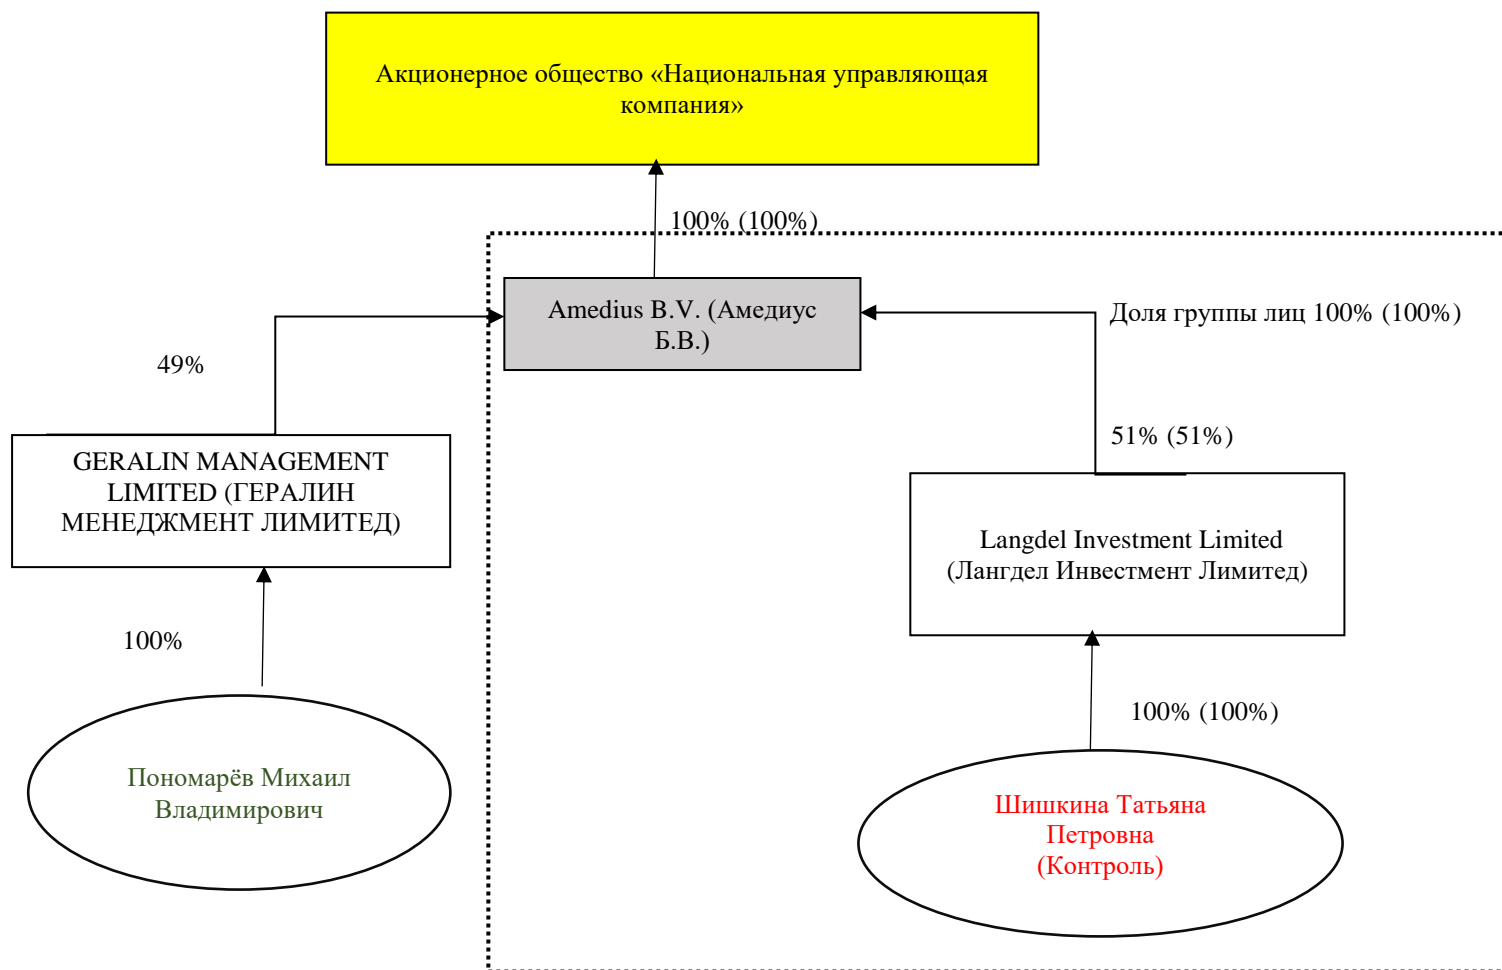 Акционерное общество «Национальная управляющая
компания»
100% (100%)
Amedius B.V. (Амедиус
Б.В.)
Доля группы лиц 100% (100%)
49%
51% (51%)
GERALIN MANAGEMENT
LIMITED (ГЕРАЛИН
МЕНЕДЖМЕНТ ЛИМИТЕД)
Langdel Investment Limited
(Лангдел Инвестмент Лимитед)
100%
100% (100%)
Пономарёв Михаил
Владимирович
Шишкина Татьяна
Петровна
(Контроль)